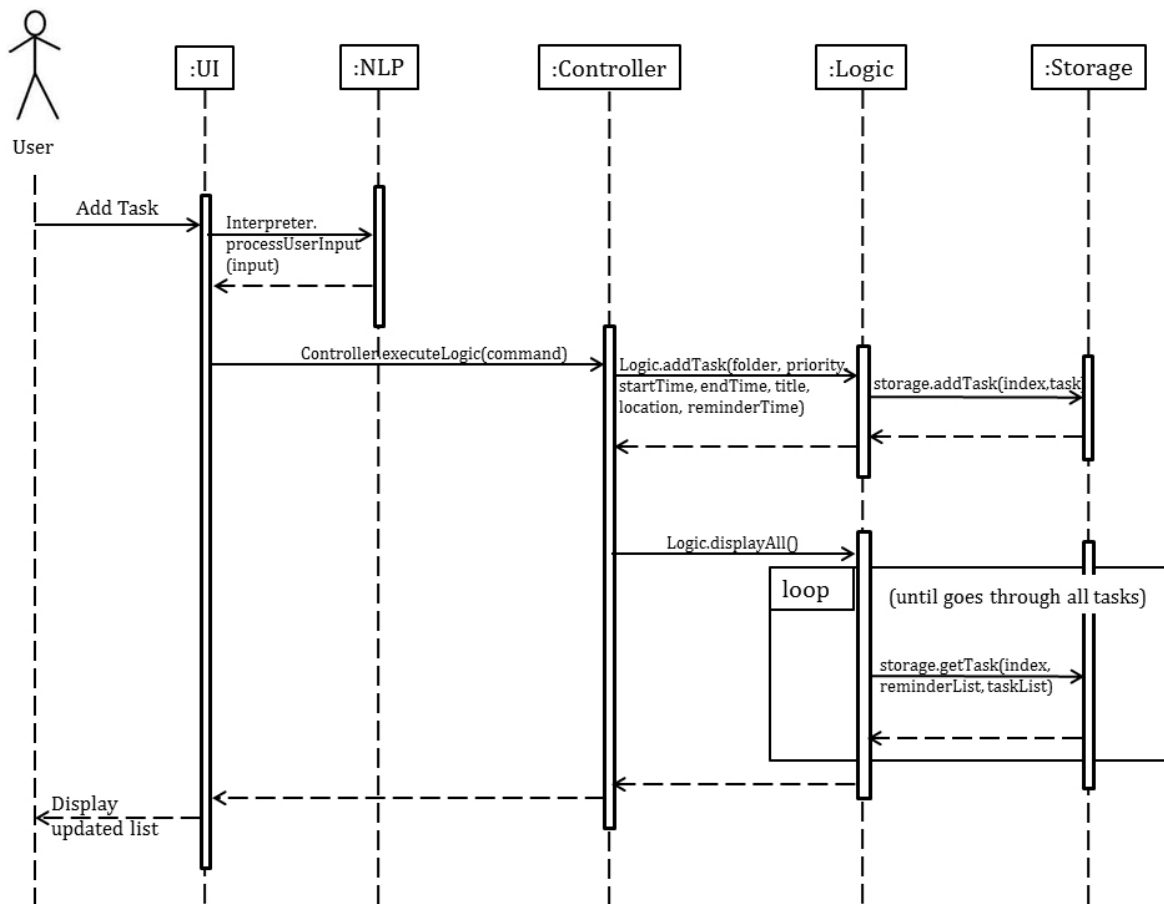 :UI
:NLP
:Controller
:Logic
:Storage
User
Add Task
Interpreter.
processUserInput
(input)
Controller.executeLogic(command)
Logic.addTask(folder, priority,
startTime, endTime, title,
location, reminderTime)
storage.addTask(index,task)
Logic.displayAll()
loop
(until goes through all tasks)
storage.getTask(index,
reminderList, taskList)
Display
updated list